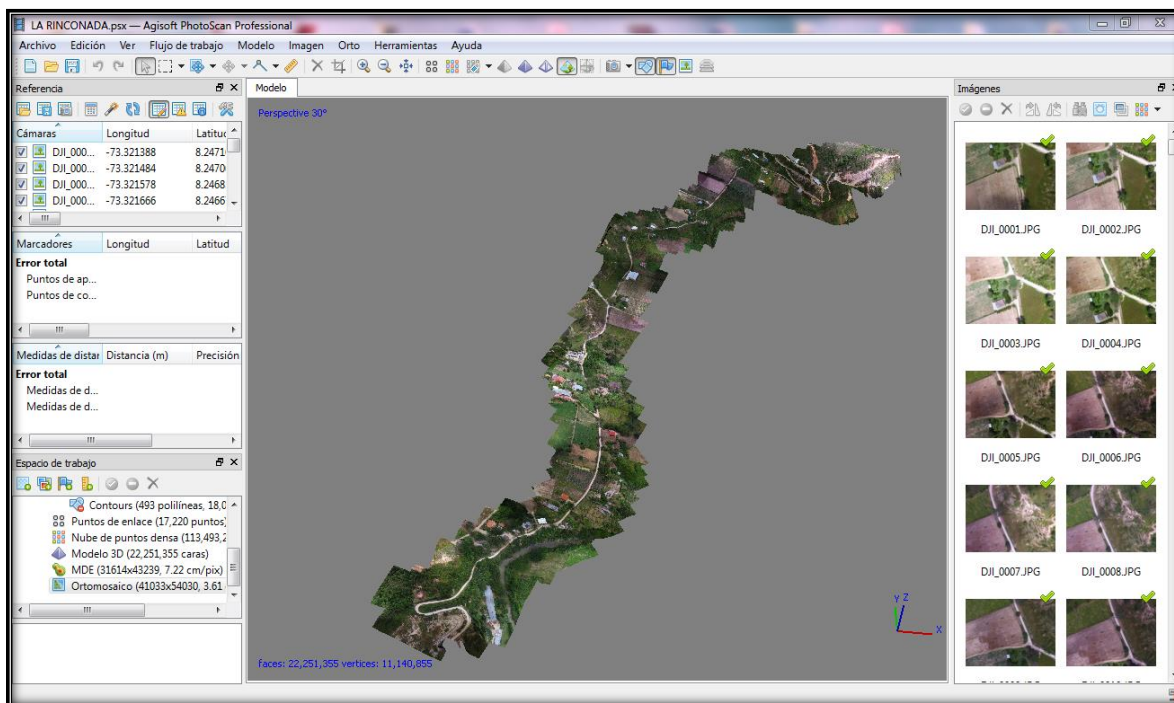 LA RINCONADA.psx — Agisoft PhotoScan Professional
Archivo Edición Ver Flujo de trabajo Modelo Imagen Orto Herramientas Ayuda
Referencia
Cámaras Longitud Latitud
DJI_000... -73.321388 8.2471
DJI_000... -73.321484 8.2470
DJI_000... -73.321578 8.2468
DJI_000... -73.321666 8.2466
Marcadores Longitud Latitud
Error total
Puntos de ap...
Puntos de co...
Medidas de distar Distancia (m) Precisión
Error total
Medidas de d...
Medidas de d...
Espacio de trabajo
Contours (493 polilíneas, 18,0
Puntos de enlace (17,220 puntos)
Nube de puntos densa (113,493,2
Modelo 3D (22,251,355 caras)
MDE (31614x43239, 7.22 cm/pix)
Ortomosaico (41033x54030, 3.61
Modelo
Perspective 30°
Y Z
X
faces: 22,251,355 vertices: 11,140,855
Imágenes
DJI_0001.JPG DJI_0002.JPG
DJI_0003.JPG DJI_0004.JPG
DJI_0005.JPG DJI_0006.JPG
DJI_0007.JPG DJI_0008.JPG